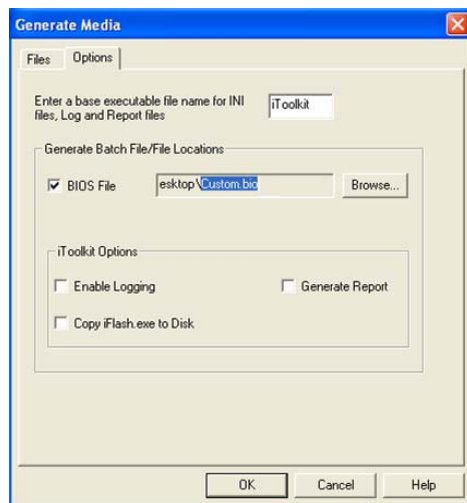 Generate Media
Files Options
Enter a base executable file name for INI
files, Log and Report files
iToolkit
Generate Batch File/File Locations
BIOS File esktop\Custom.bio Browse...
iToolkit Options
Enable Logging Generate Report
Copy iFlash.exe to Disk
OK Cancel Help